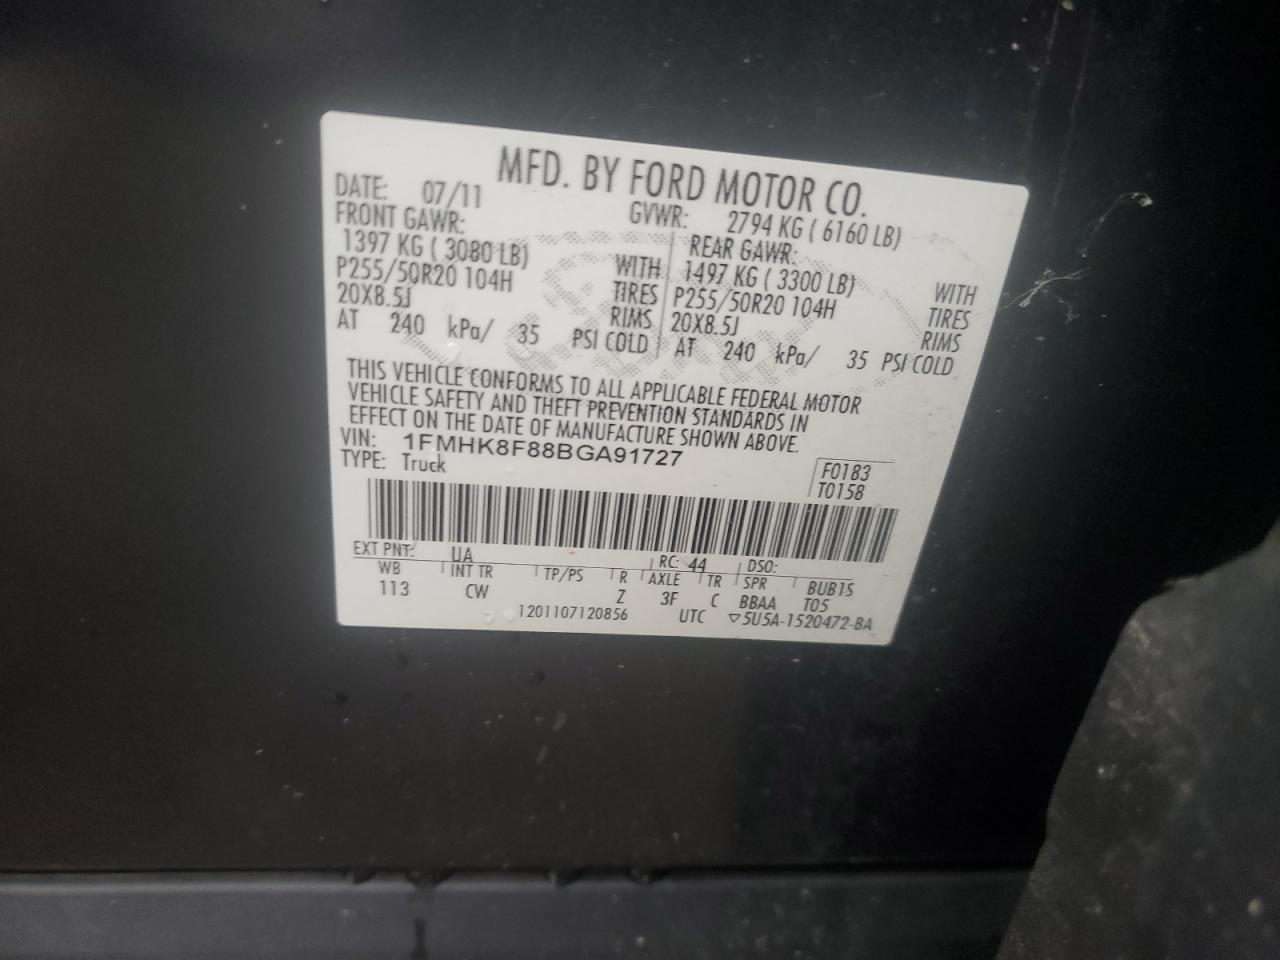 MFD. BY FORD MOTOR CO.
DATE: 07/11 GVWR: 2794 KG ( 6160 LB)
FRONT GAWR: REAR GAWR:
1397 KG ( 3080 LB) WITH 1497 KG ( 3300 LB) WITH
P255/50R20 104H TIRES P255/50R20 104H TIRES
20X8.5J RIMS 20X8.5J RIMS
AT 240 kPa/ 35 PSI COLD AT 240 kPa/ 35 PSI COLD
THIS VEHICLE CONFORMS TO ALL APPLICABLE FEDERAL MOTOR
VEHICLE SAFETY AND THEFT PREVENTION STANDARDS IN
EFFECT ON THE DATE OF MANUFACTURE SHOWN ABOVE.
VIN: 1FMHK8F88BGA91727
TYPE: Truck F0183
T0158
EXT PNT: UA RC: 44 DSO:
WB INT TR TP/PS R AXLE TR SPR BUB1S
113 CW Z 3F C BBAA T05
1201107120856 UTC ▽5U5A-1520472-BA